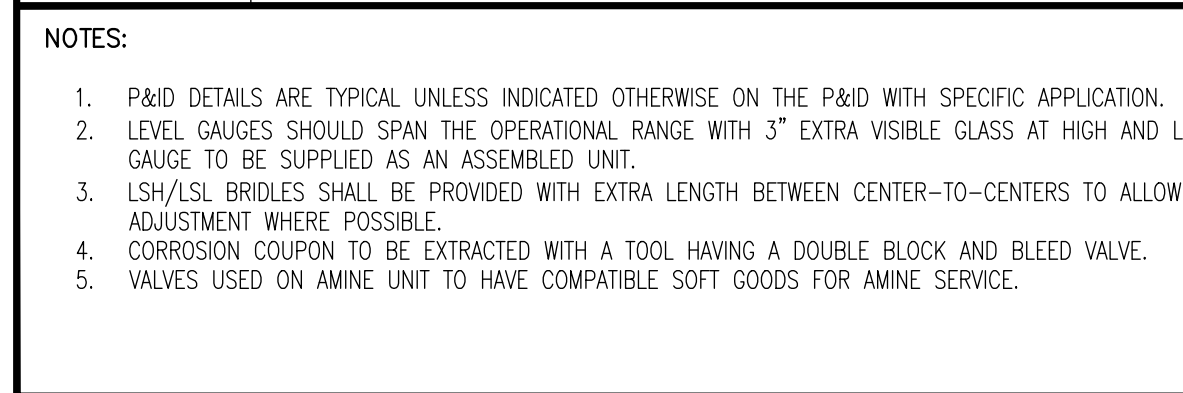 NOTES:
1. P&ID DETAILS ARE TYPICAL UNLESS INDICATED OTHERWISE ON THE P&ID WITH SPECIFIC APPLICATION.
2. LEVEL GAUGES SHOULD SPAN THE OPERATIONAL RANGE WITH 3" EXTRA VISIBLE GLASS AT HIGH AND L
GAUGE TO BE SUPPLIED AS AN ASSEMBLED UNIT.
3. LSH/LSL BRIDLES SHALL BE PROVIDED WITH EXTRA LENGTH BETWEEN CENTER-TO-CENTERS TO ALLOW
ADJUSTMENT WHERE POSSIBLE.
4. CORROSION COUPON TO BE EXTRACTED WITH A TOOL HAVING A DOUBLE BLOCK AND BLEED VALVE.
5. VALVES USED ON AMINE UNIT TO HAVE COMPATIBLE SOFT GOODS FOR AMINE SERVICE.